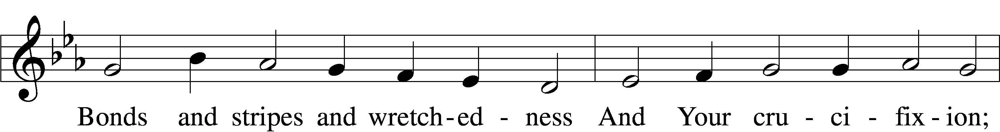 Bonds and stripes and wretch-ed - ness And Your cru - ci - fix - ion;